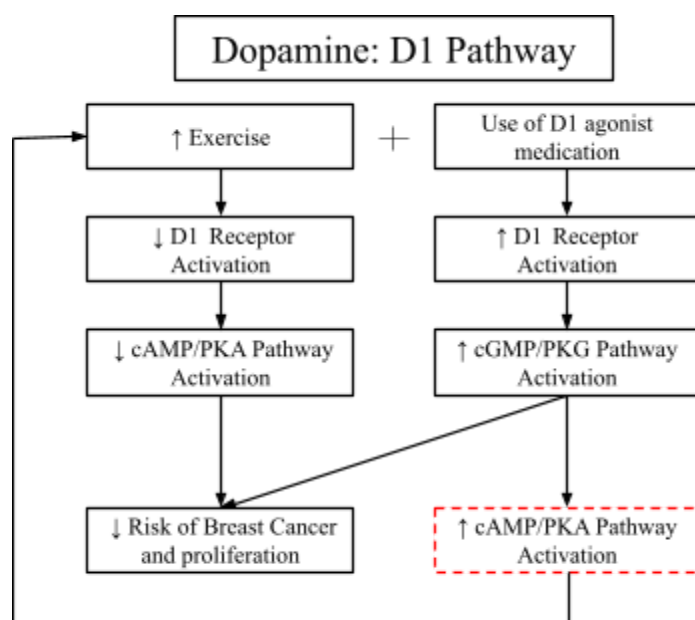 Dopamine: D1 Pathway
↑ Exercise
+
Use of D1 agonist
medication
↓ D1 Receptor
Activation
↑ D1 Receptor
Activation
↓ cAMP/PKA Pathway
Activation
↑ cGMP/PKG Pathway
Activation
↓ Risk of Breast Cancer
and proliferation
↑ cAMP/PKA Pathway
Activation